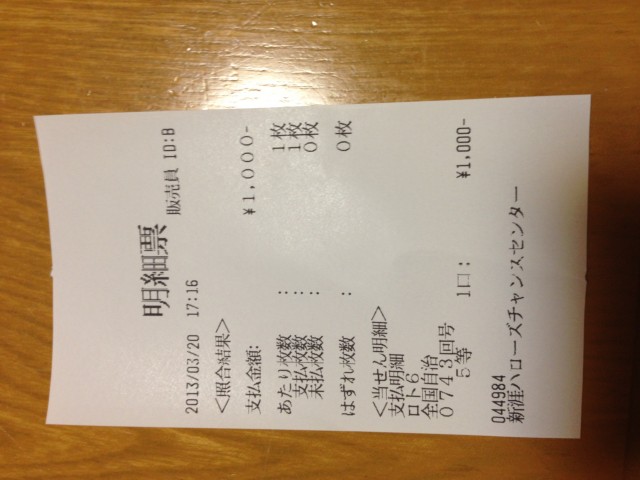 明細票
販売員 ID:B
2013/03/20 17:16
<照合結果>
支払金額: ¥1,000-
あたり枚数 : 1枚
支払枚数 : 1枚
未払枚数 : 0枚
はずれ枚数 : 0枚
<当せん明細>
支払明細
ロト6
全国自治
0743回号
5等 1口: ¥1,000-
044984
新涯ハローズチャンスセンター